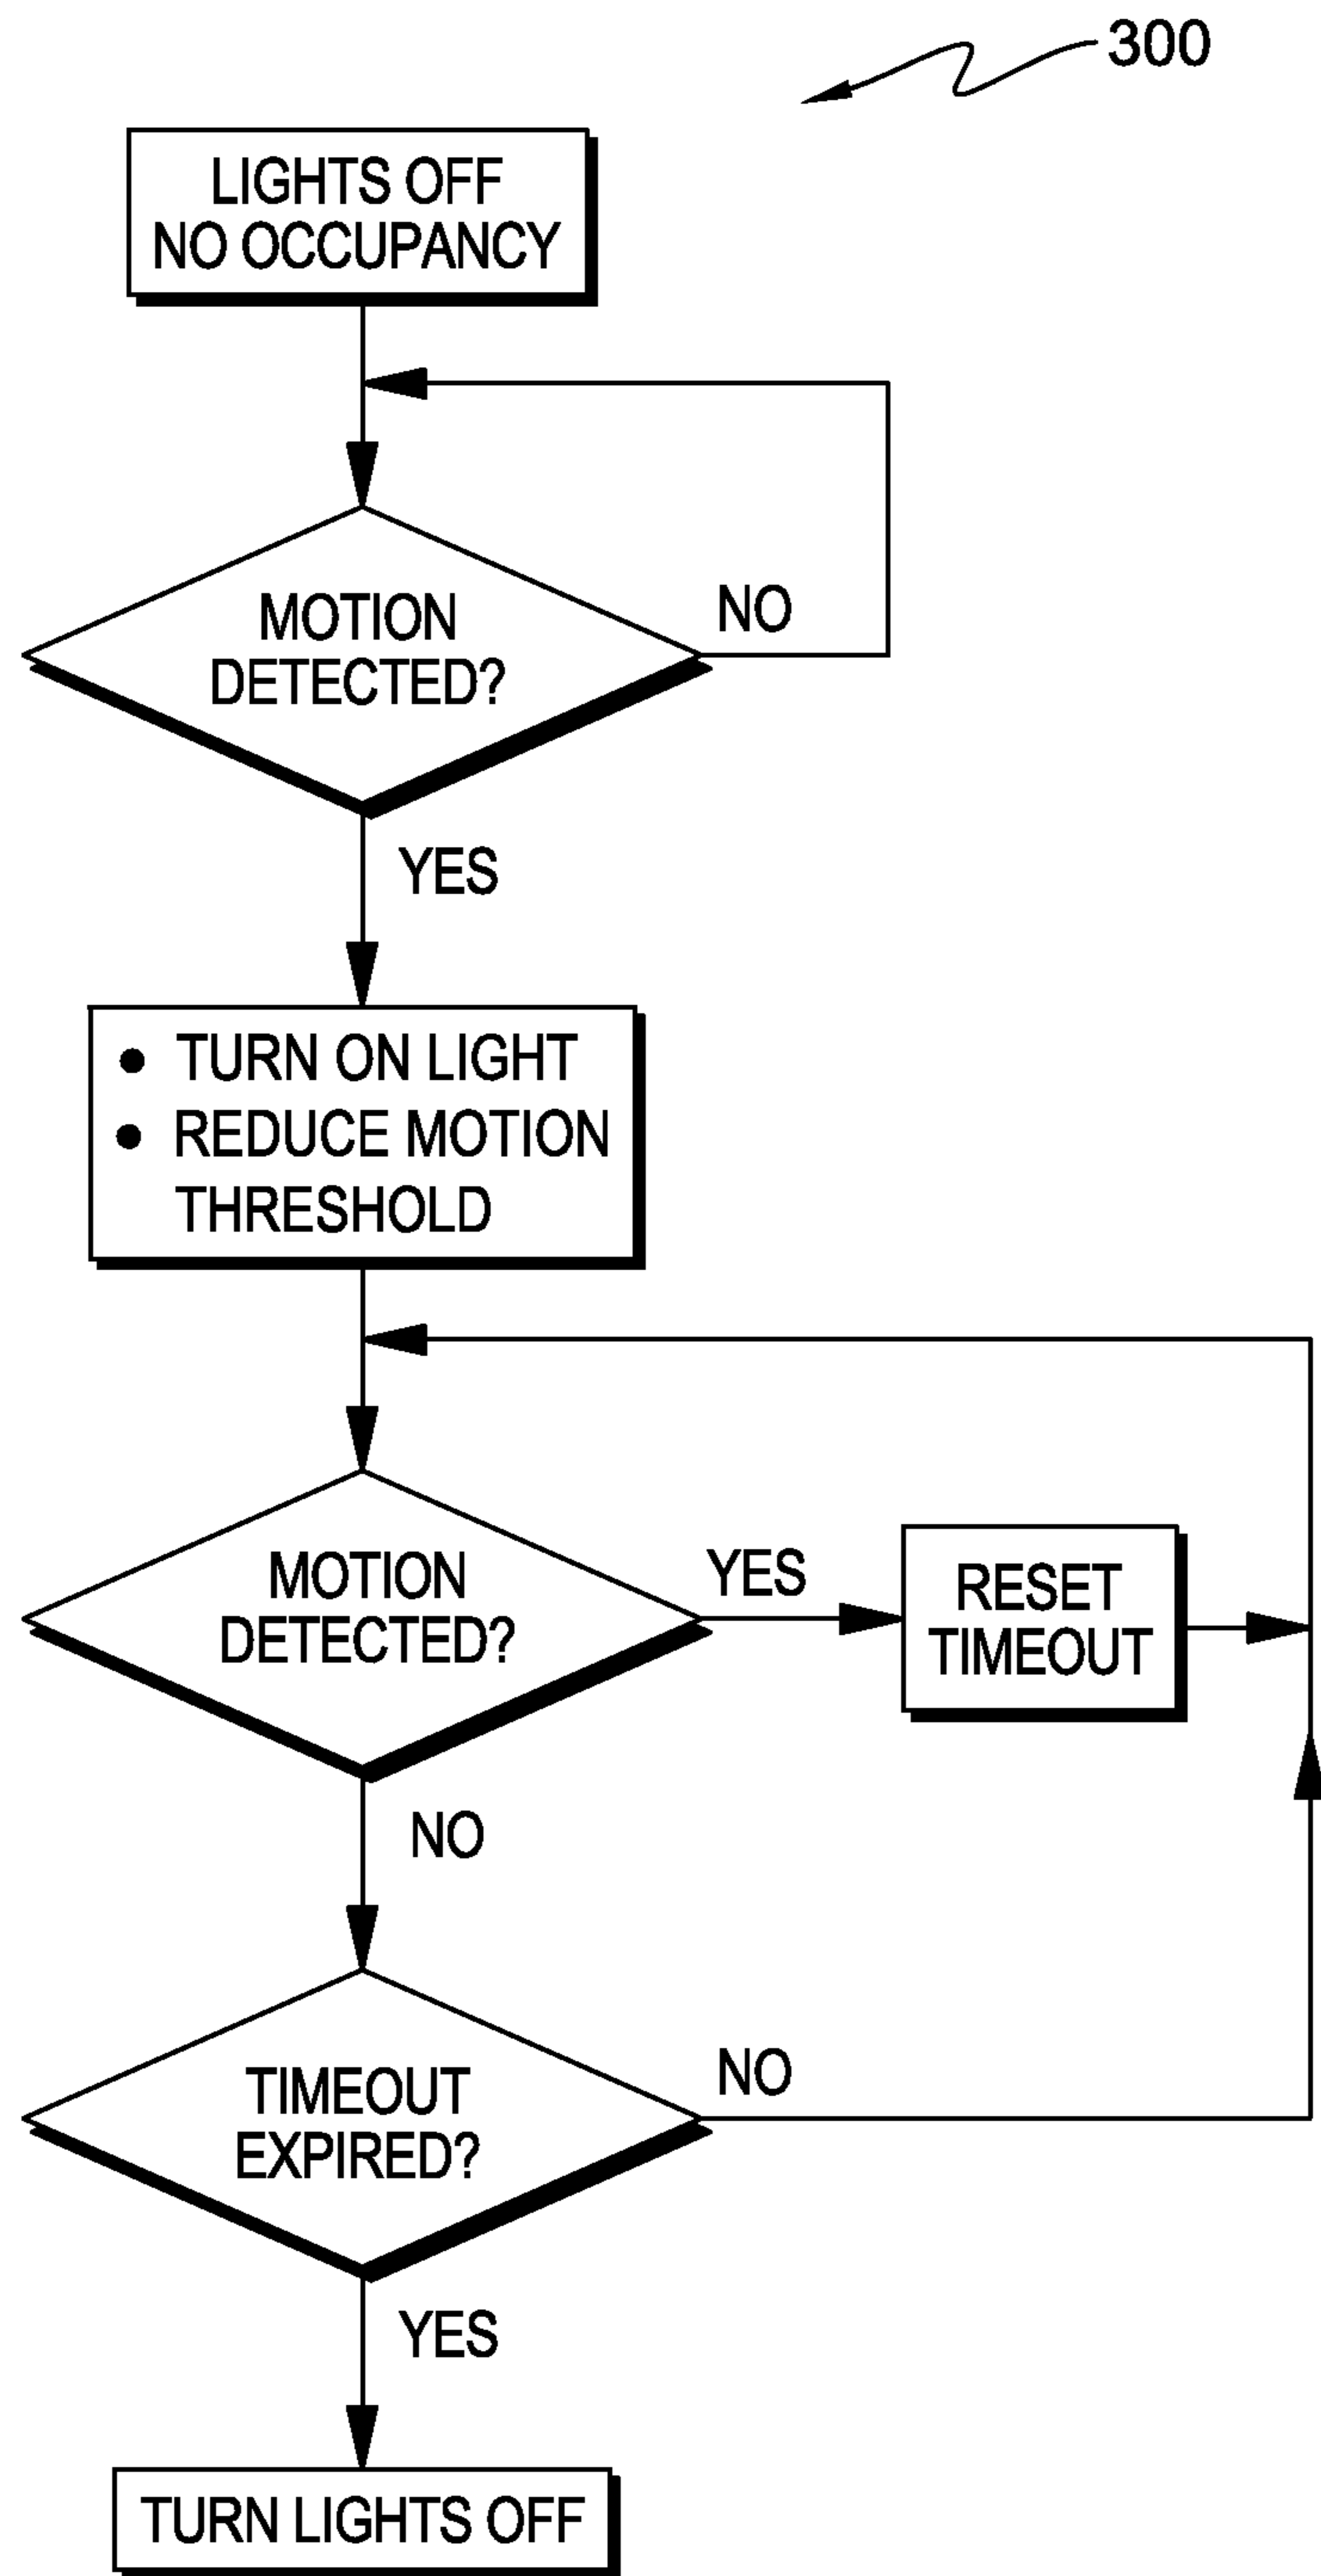 300
LIGHTS OFF
NO OCCUPANCY
MOTION
DETECTED?
NO
YES
• TURN ON LIGHT
• REDUCE MOTION
THRESHOLD
MOTION
DETECTED?
YES
RESET
TIMEOUT
NO
TIMEOUT
EXPIRED?
NO
YES
TURN LIGHTS OFF